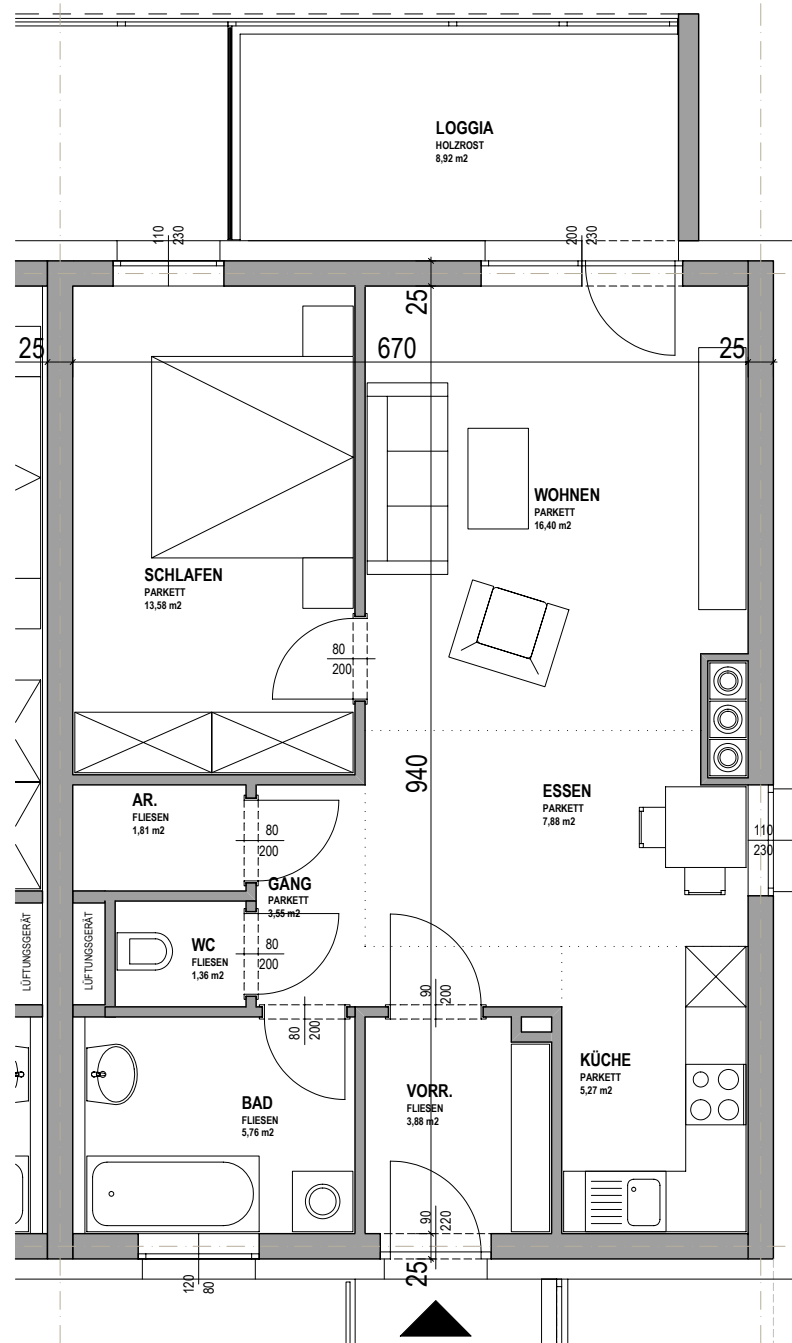 LOGGIA
HOLZROST
8,92 m2
110
230
200
230
25
25
670
25
WOHNEN
PARKETT
16,40 m2
SCHLAFEN
PARKETT
13,58 m2
80
200
940
AR.
FLIESEN
1,81 m2
ESSEN
PARKETT
7,88 m2
80
200
110
230
GANG
PARKETT
3,55 m2
LÜFTUNGSGERÄT
LÜFTUNGSGERÄT
WC
FLIESEN
1,36 m2
80
200
90
200
80
200
KÜCHE
PARKETT
5,27 m2
BAD
FLIESEN
5,76 m2
VORR.
FLIESEN
3,88 m2
90
220
25
120
80